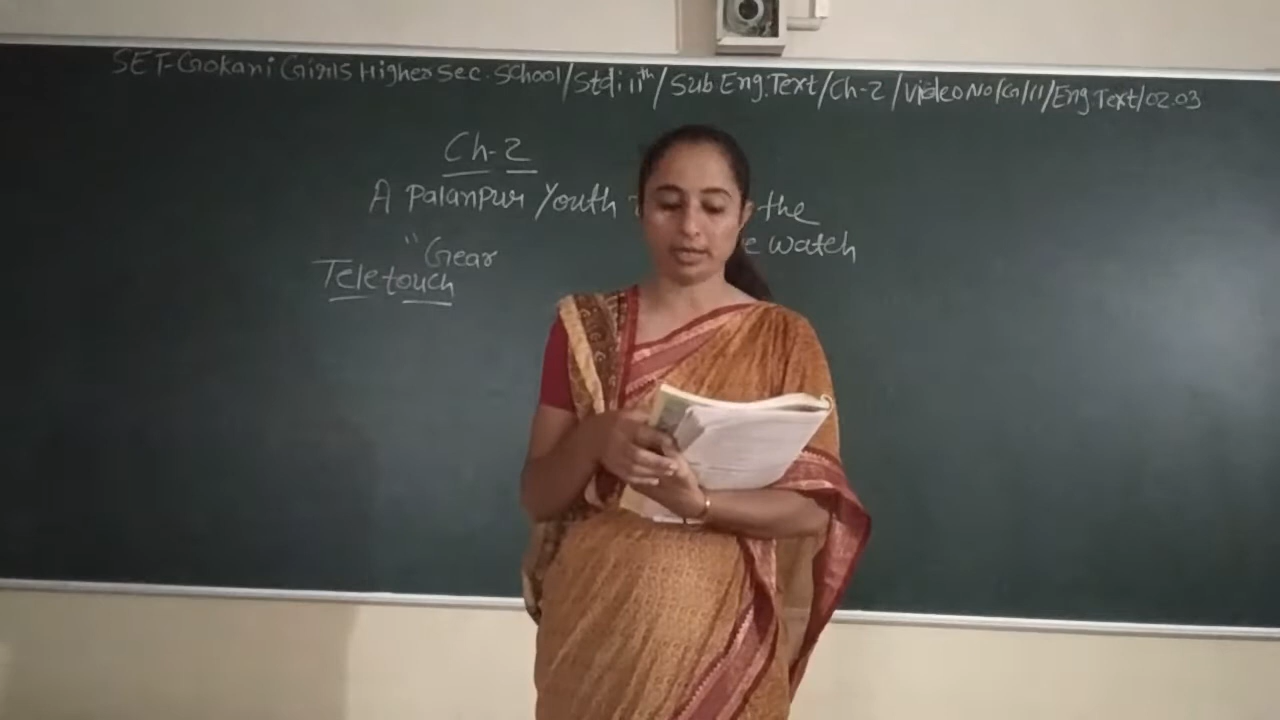 SET-Gokani Girls Higher Sec. School/Std:11th/Sub Eng.Text/Ch-2/Video No/G/11/Eng Text/02.03
Ch-2
A Palanpur Youth the
"Gear watch
Teletouch